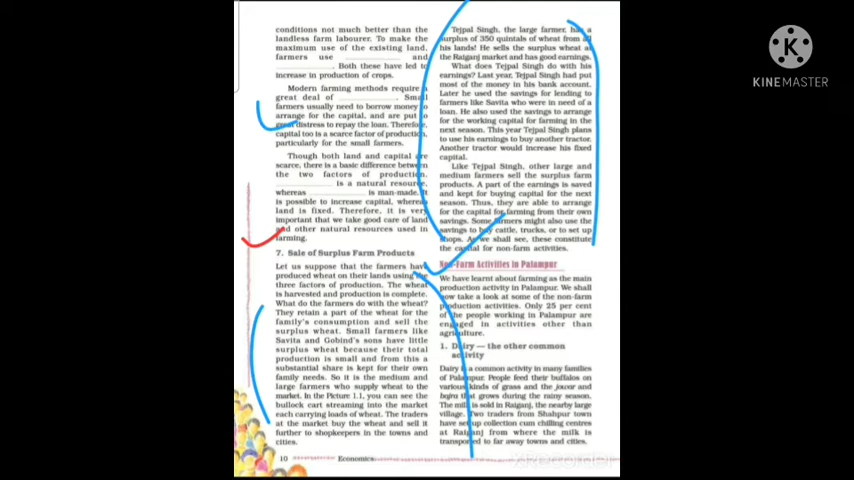 conditions not much better than the
landless farm labourer. To make the
maximum use of the existing land,
farmers use ____________ and
____________. Both these have led to
increase in production of crops.
Modern farming methods require a
great deal of ____________. Small
farmers usually need to borrow money to
arrange for the capital, and are put to
great distress to repay the loan. Therefore,
capital too is a scarce factor of production,
particularly for the small farmers.
Though both land and capital are
scarce, there is a basic difference between
the two factors of production.
____________ is a natural resource,
whereas ____________ is man-made. It
is possible to increase capital, whereas
land is fixed. Therefore, it is very
important that we take good care of land
and other natural resources used in
farming.
7. Sale of Surplus Farm Products
Let us suppose that the farmers have
produced wheat on their lands using the
three factors of production. The wheat
is harvested and production is complete.
What do the farmers do with the wheat?
They retain a part of the wheat for the
family's consumption and sell the
surplus wheat. Small farmers like
Savita and Gobind's sons have little
surplus wheat because their total
production is small and from this a
substantial share is kept for their own
family needs. So it is the medium and
large farmers who supply wheat to the
market. In the Picture 1.1, you can see the
bullock cart streaming into the market
each carrying loads of wheat. The traders
at the market buy the wheat and sell it
further to shopkeepers in the towns and
cities.
Tejpal Singh, the large farmer, has a
surplus of 350 quintals of wheat from all
his lands! He sells the surplus wheat at
the Raiganj market and has good earnings.
What does Tejpal Singh do with his
earnings? Last year, Tejpal Singh had put
most of the money in his bank account.
Later he used the savings for lending to
farmers like Savita who were in need of a
loan. He also used the savings to arrange
for the working capital for farming in the
next season. This year Tejpal Singh plans
to use his earnings to buy another tractor.
Another tractor would increase his fixed
capital.
Like Tejpal Singh, other large and
medium farmers sell the surplus farm
products. A part of the earnings is saved
and kept for buying capital for the next
season. Thus, they are able to arrange
for the capital for farming from their own
savings. Some farmers might also use the
savings to buy cattle, trucks, or to set up
shops. As we shall see, these constitute
the capital for non-farm activities.
Non-Farm Activities in Palampur
We have learnt about farming as the main
production activity in Palampur. We shall
now take a look at some of the non-farm
production activities. Only 25 per cent
of the people working in Palampur are
engaged in activities other than
agriculture.
1. Dairy — the other common
activity
Dairy is a common activity in many families
of Palampur. People feed their buffalos on
various kinds of grass and the jowar and
bajra that grows during the rainy season.
The milk is sold in Raiganj, the nearby large
village. Two traders from Shahpur town
have set up collection cum chilling centres
at Raiganj from where the milk is
transported to far away towns and cities.
10 Economics
K
KINEMASTER
XRecorder